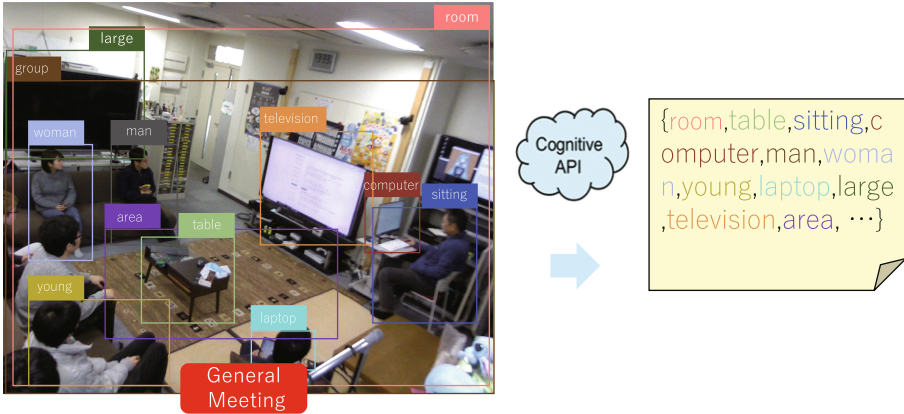 room
large
group
woman
man
television
computer
sitting
area
table
young
laptop
General
Meeting
Cognitive
API
{room,table,sitting,c
omputer,man,woma
n,young,laptop,large
,television,area, …}